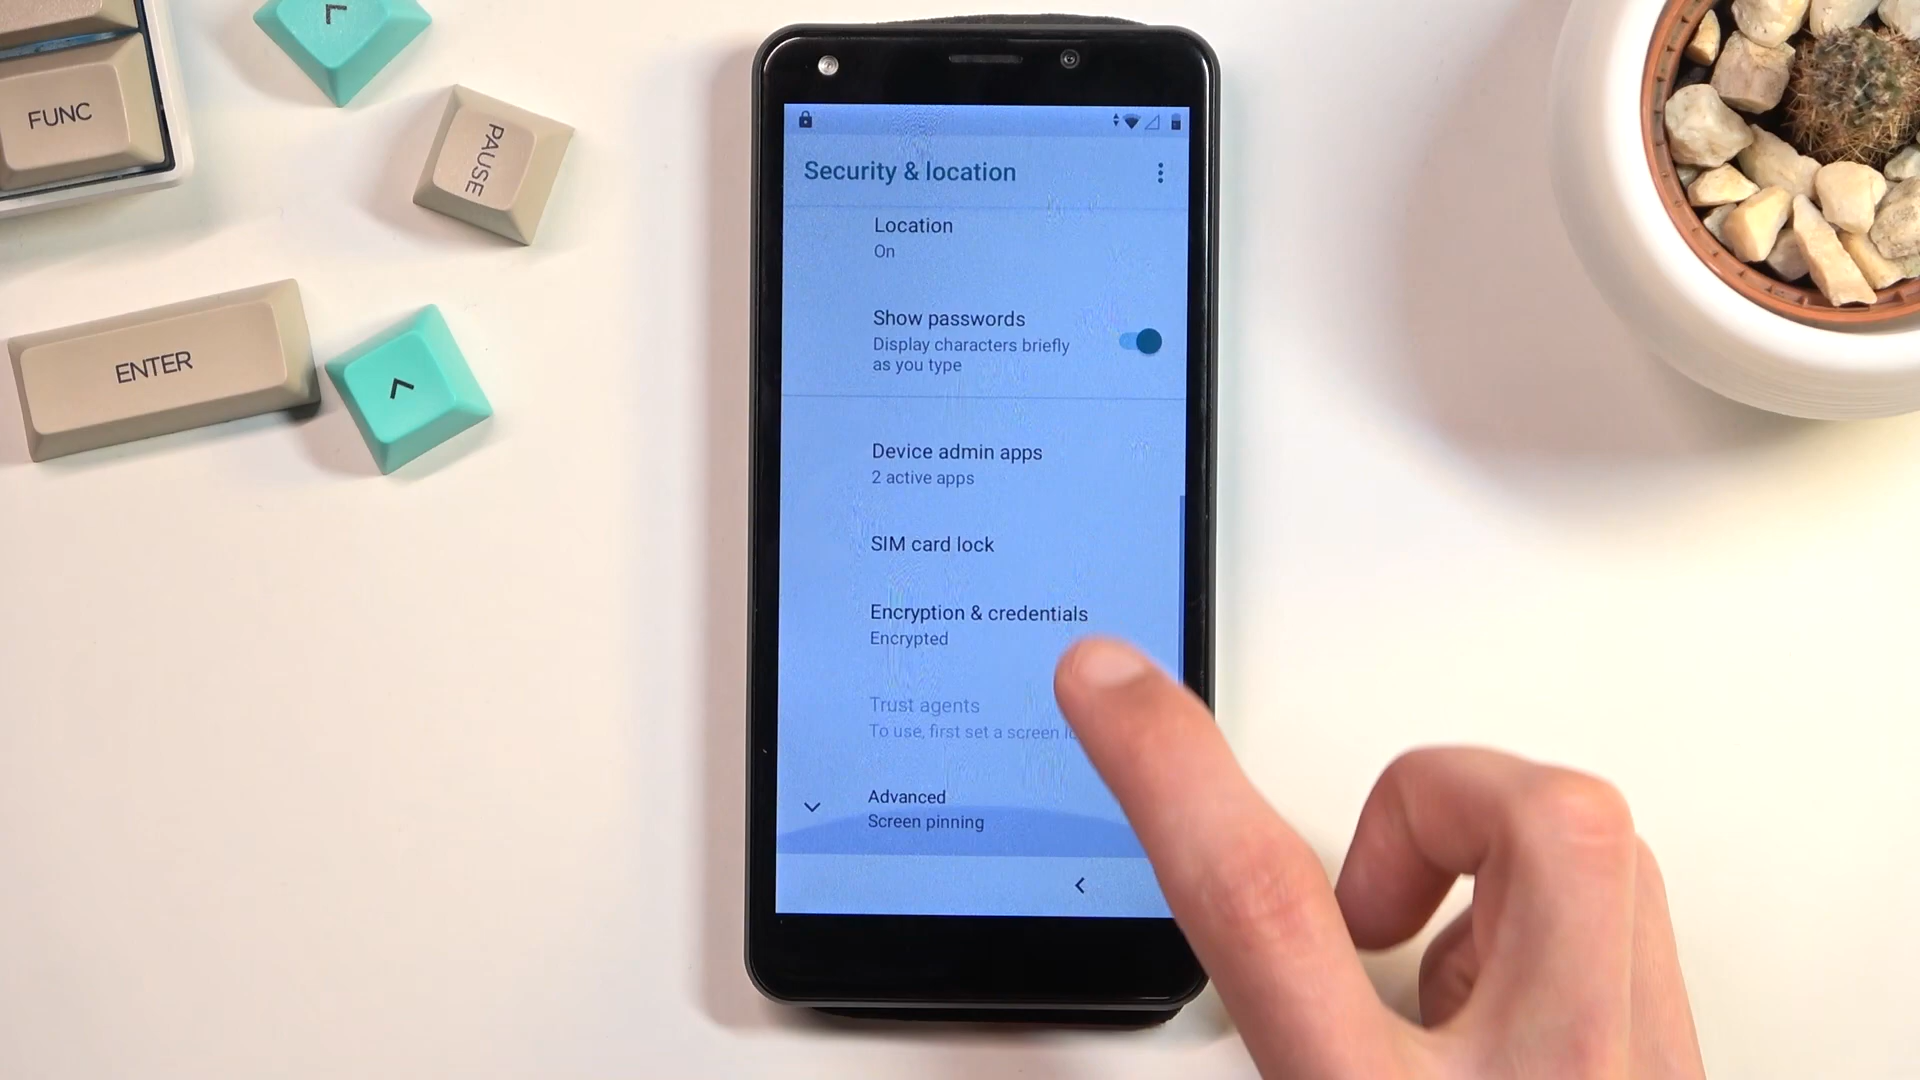 FUNC
PAUSE
ENTER
Security & location
Location
On
Show passwords
Display characters briefly
as you type
Device admin apps
2 active apps
SIM card lock
Encryption & credentials
Encrypted
Trust agents
To use, first set a screen
Advanced
Screen pinning